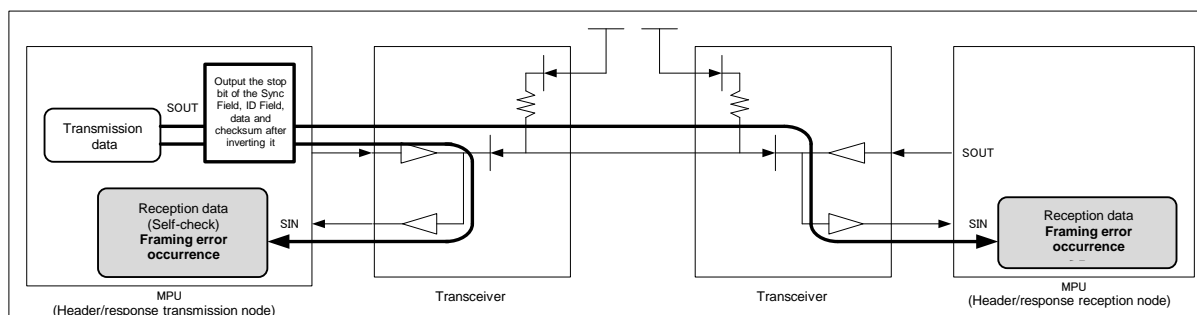 Transmission
data
SOUT
Output the stop
bit of the Sync
Field, ID Field,
data and
checksum after
inverting it
Reception data
(Self-check)
Framing error
occurrence
SIN
MPU
(Header/response transmission node)
Transceiver
Transceiver
SOUT
SIN
Reception data
Framing error
occurrence
MPU
(Header/response reception node)